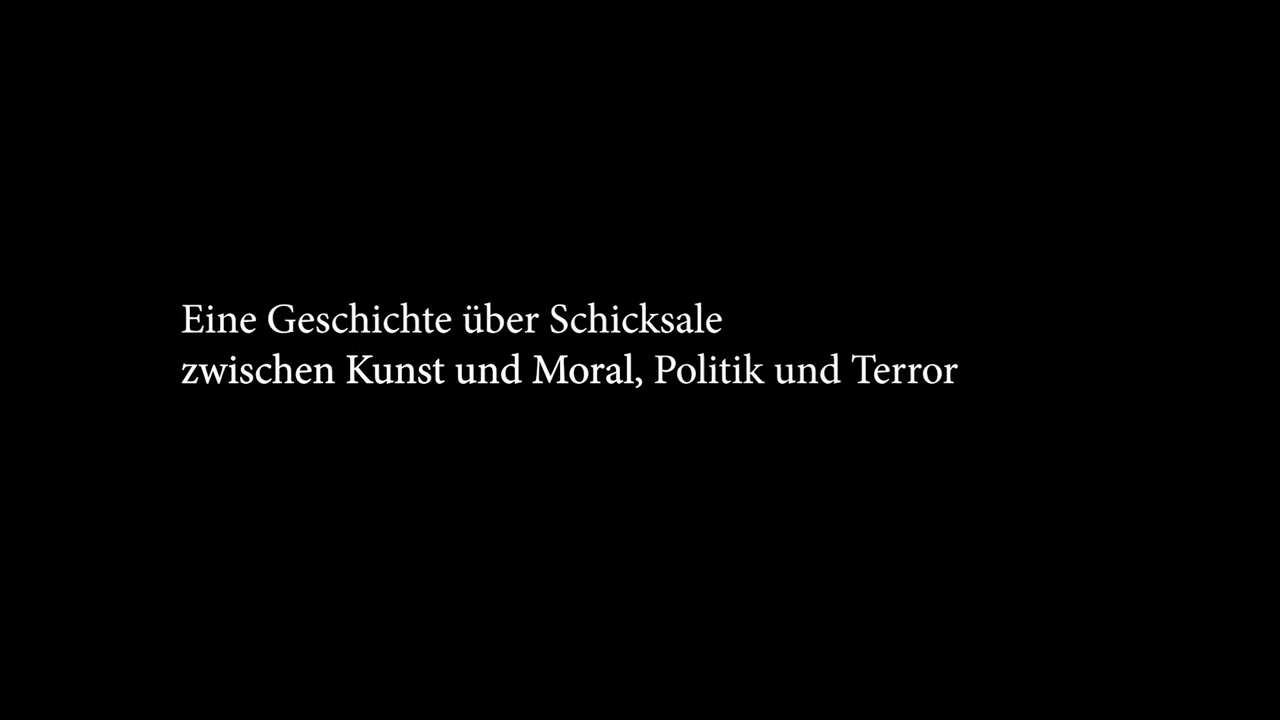 Eine Geschichte über Schicksale
zwischen Kunst und Moral, Politik und Terror